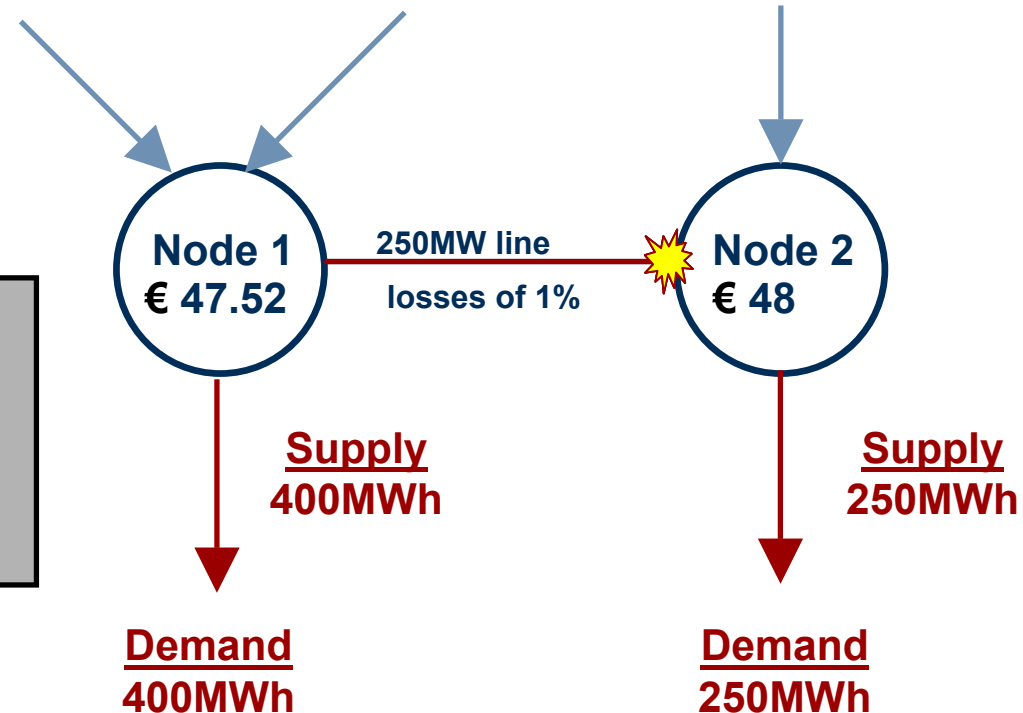 Node 1
€ 47.52
250MW line
losses of 1%
Node 2
€ 48
Supply
400MWh
Supply
250MWh
Demand
400MWh
Demand
250MWh